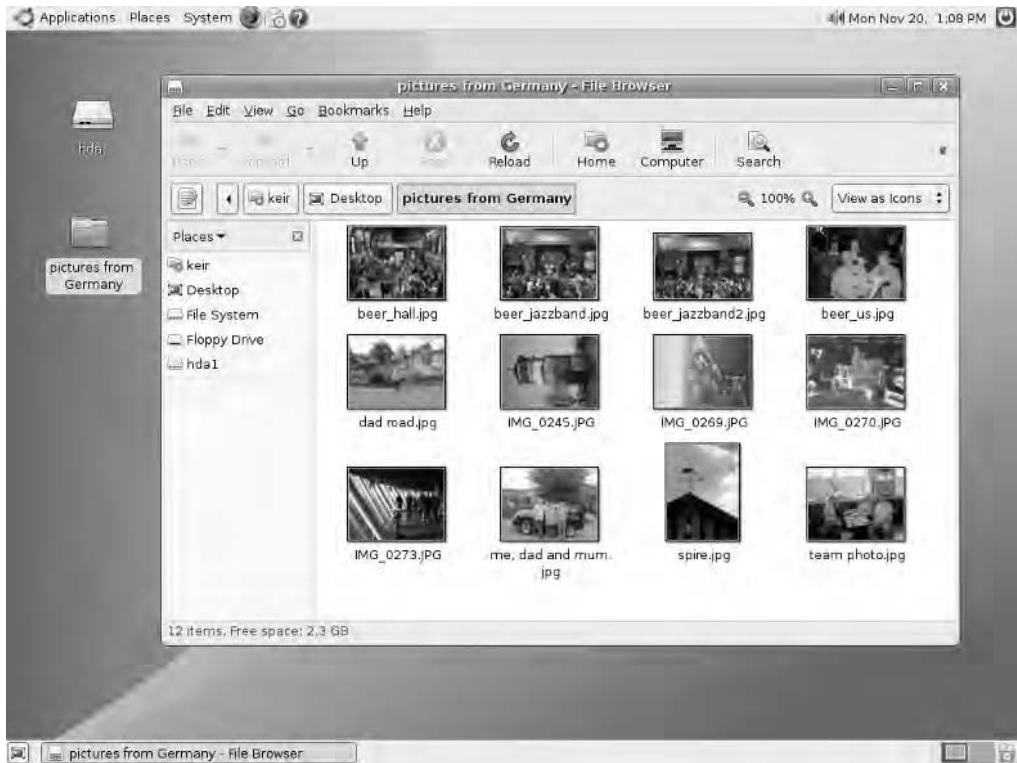 Applications Places System Mon Nov 20, 1:08 PM
hda1
pictures from
Germany
pictures from Germany - File Browser
File Edit View Go Bookmarks Help
Up Reload Home Computer Search
keir Desktop pictures from Germany 100% View as Icons
Places
keir
Desktop
File System
Floppy Drive
hda1
beer_hall.jpg beer_jazzband.jpg beer_jazzband2.jpg beer_us.jpg
dad road.jpg IMG_0245.JPG IMG_0269.JPG IMG_0270.JPG
IMG_0273.JPG me, dad and mum. spire.jpg team photo.jpg
jpg
12 items, Free space: 2.3 GB
pictures from Germany - File Browser